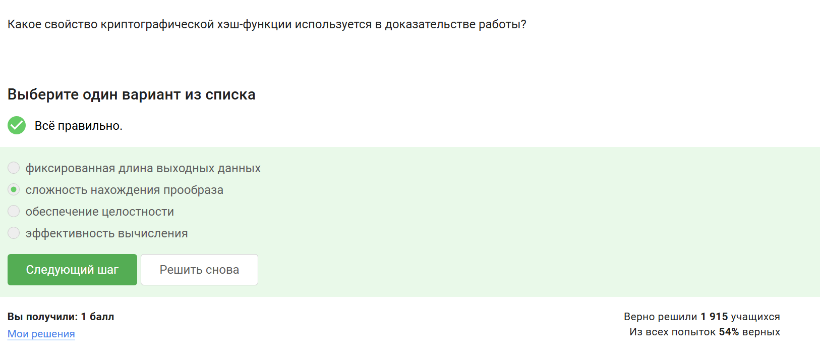 Какое свойство криптографической хэш-функции используется в доказательстве работы?
Выберите один вариант из списка
Всё правильно.
фиксированная длина выходных данных
сложность нахождения прообраза
обеспечение целостности
эффективность вычисления
Следующий шаг
Решить снова
Вы получили: 1 балл
Мои решения
Верно решили 1 915 учащихся
Из всех попыток 54% верных